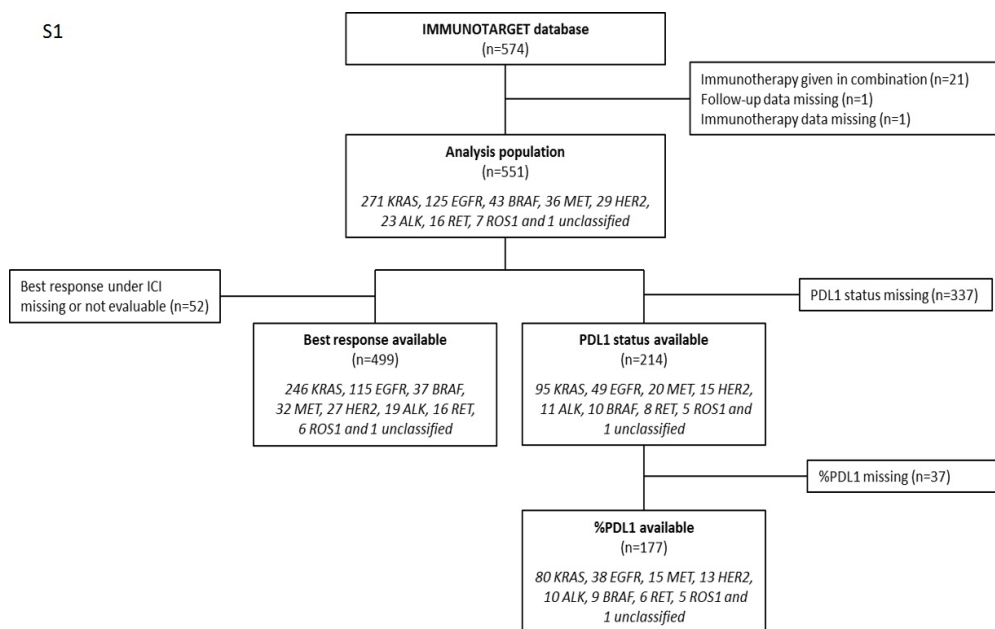 S1
IMMUNOTARGET database
(n=574)
Immunotherapy given in combination (n=21)
Follow-up data missing (n=1)
Immunotherapy data missing (n=1)
Analysis population
(n=551)
271 KRAS, 125 EGFR, 43 BRAF, 36 MET, 29 HER2,
23 ALK, 16 RET, 7 ROS1 and 1 unclassified
Best response under ICI
missing or not evaluable (n=52)
PDL1 status missing (n=337)
Best response available
(n=499)
246 KRAS, 115 EGFR, 37 BRAF,
32 MET, 27 HER2, 19 ALK, 16 RET,
6 ROS1 and 1 unclassified
PDL1 status available
(n=214)
95 KRAS, 49 EGFR, 20 MET, 15 HER2,
11 ALK, 10 BRAF, 8 RET, 5 ROS1 and
1 unclassified
%PDL1 missing (n=37)
%PDL1 available
(n=177)
80 KRAS, 38 EGFR, 15 MET, 13 HER2,
10 ALK, 9 BRAF, 6 RET, 5 ROS1 and
1 unclassified